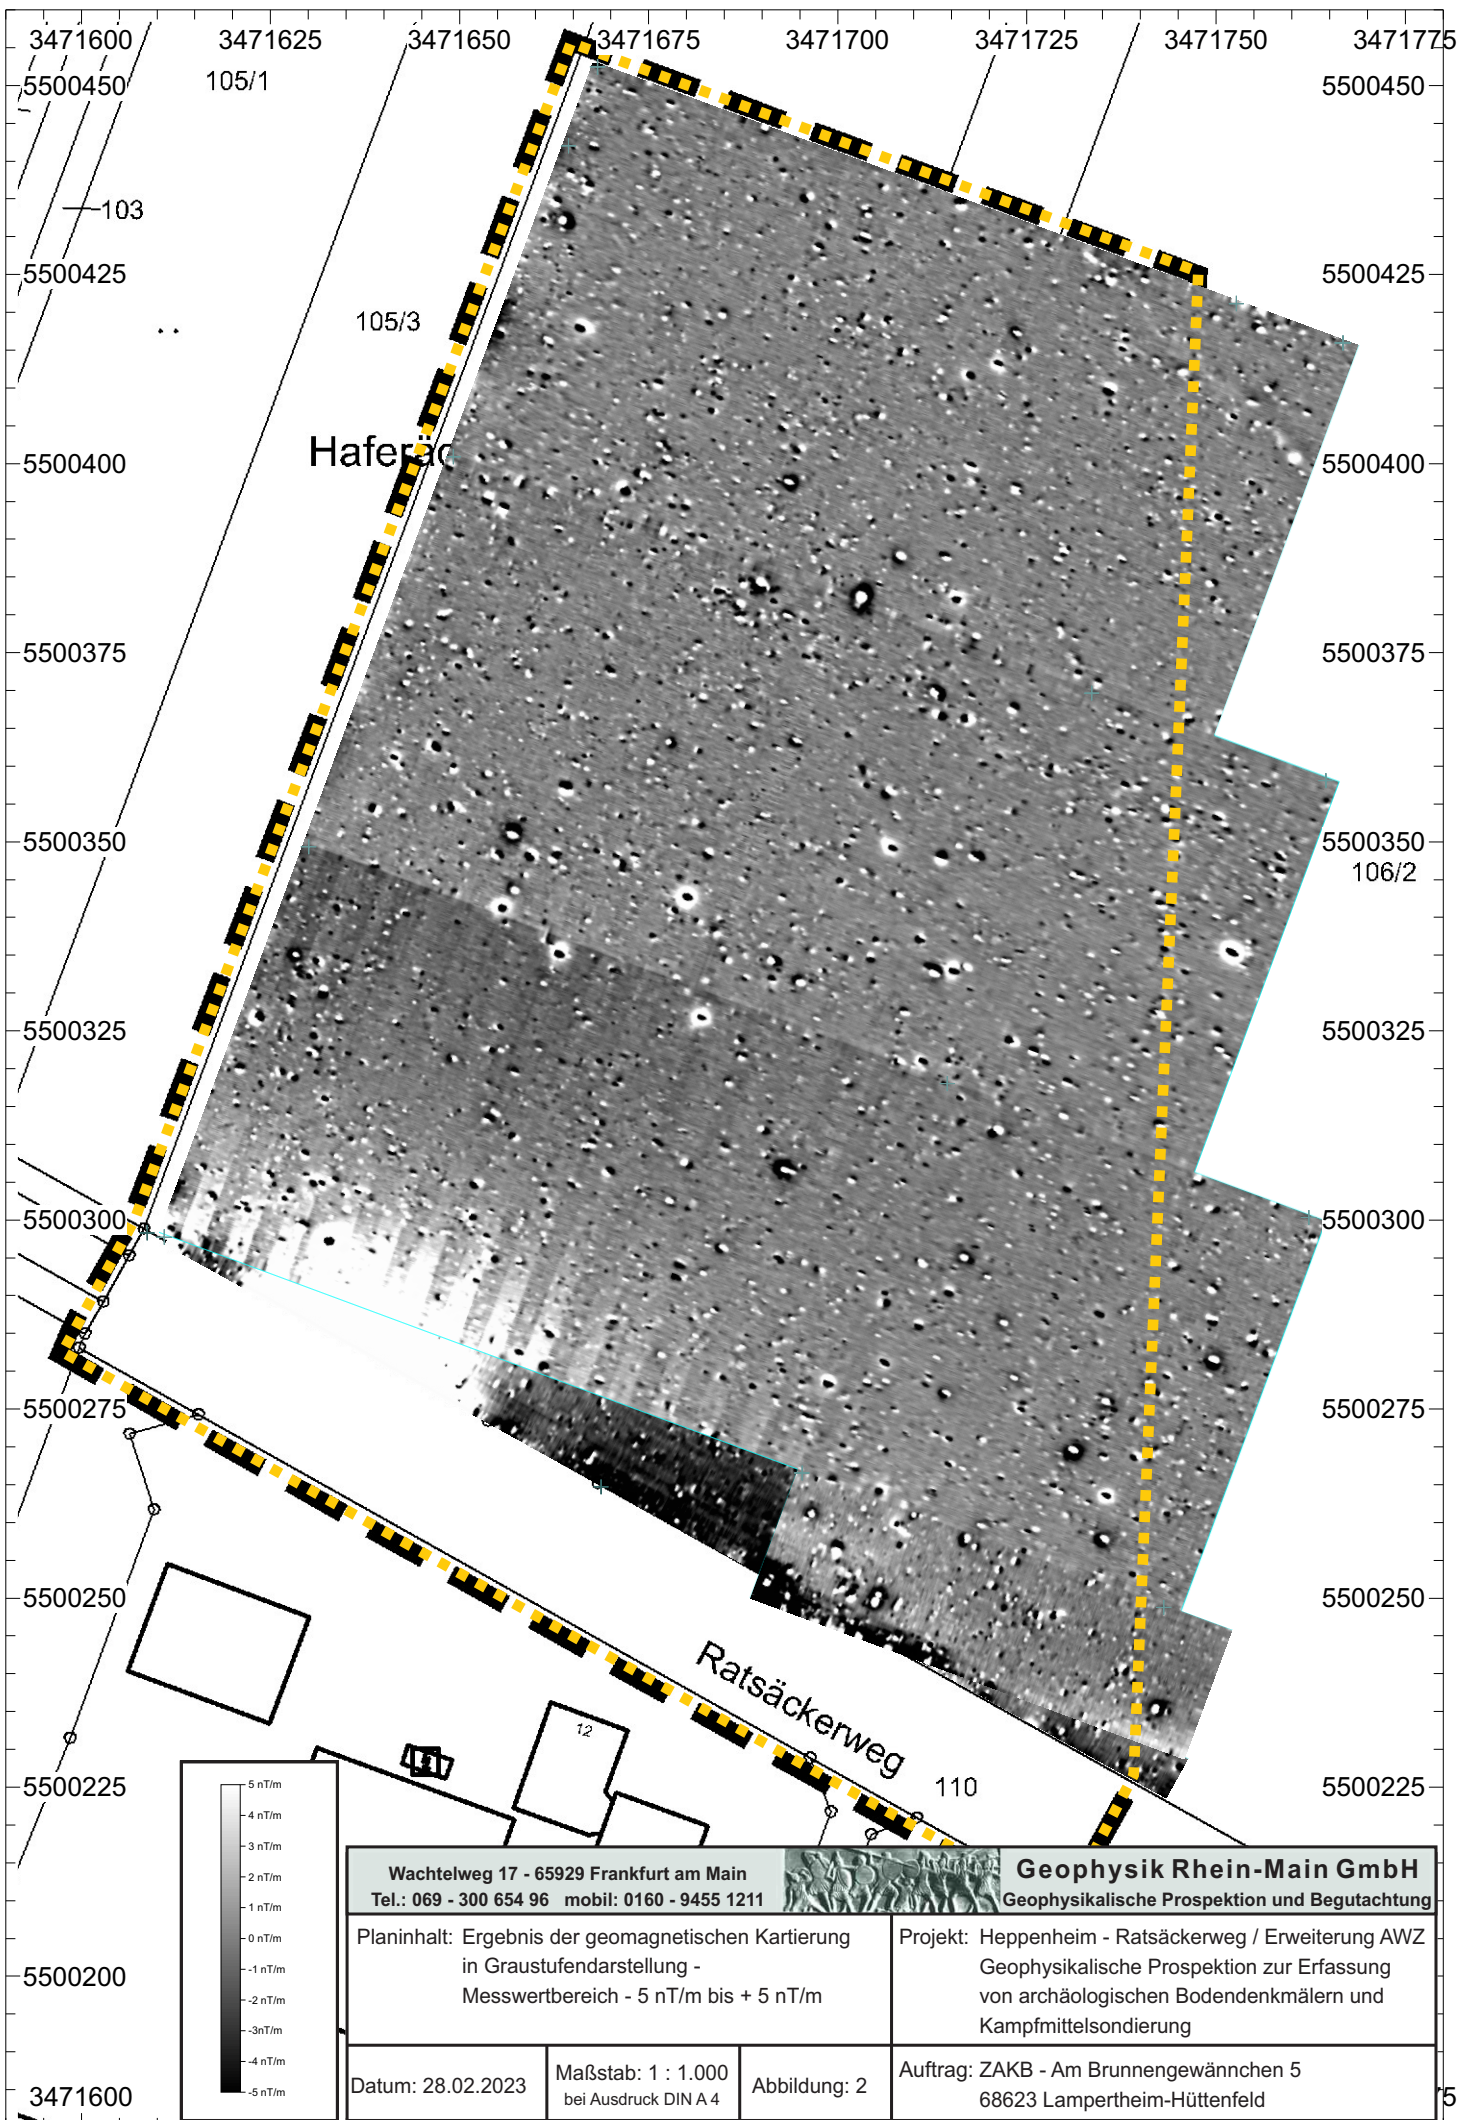 3471600 3471625 3471650 3471675 3471700 3471725 3471750 3471775
105/1
5500450 5500450
103
5500425 5500425
105/3
Haferäc
5500400 5500400
5500375 5500375
5500350 5500350
106/2
5500325 5500325
5500300 5500300
5500275 5500275
5500250 5500250
Ratsäckerweg
12
110
5500225 5500225
5500200
3471600
5 nT/m
4 nT/m
3 nT/m
2 nT/m
1 nT/m
0 nT/m
-1 nT/m
-2 nT/m
-3nT/m
-4 nT/m
-5 nT/m
Wachtelweg 17 - 65929 Frankfurt am Main
Tel.: 069 - 300 654 96 mobil: 0160 - 9455 1211
Geophysik Rhein-Main GmbH
Geophysikalische Prospektion und Begutachtung
Planinhalt: Ergebnis der geomagnetischen Kartierung
in Graustufendarstellung -
Messwertbereich - 5 nT/m bis + 5 nT/m
Projekt: Heppenheim - Ratsäckerweg / Erweiterung AWZ
Geophysikalische Prospektion zur Erfassung
von archäologischen Bodendenkmälern und
Kampfmittelsondierung
Datum: 28.02.2023
Maßstab: 1 : 1.000
bei Ausdruck DIN A 4
Abbildung: 2
Auftrag: ZAKB - Am Brunnengewännchen 5
68623 Lampertheim-Hüttenfeld
5